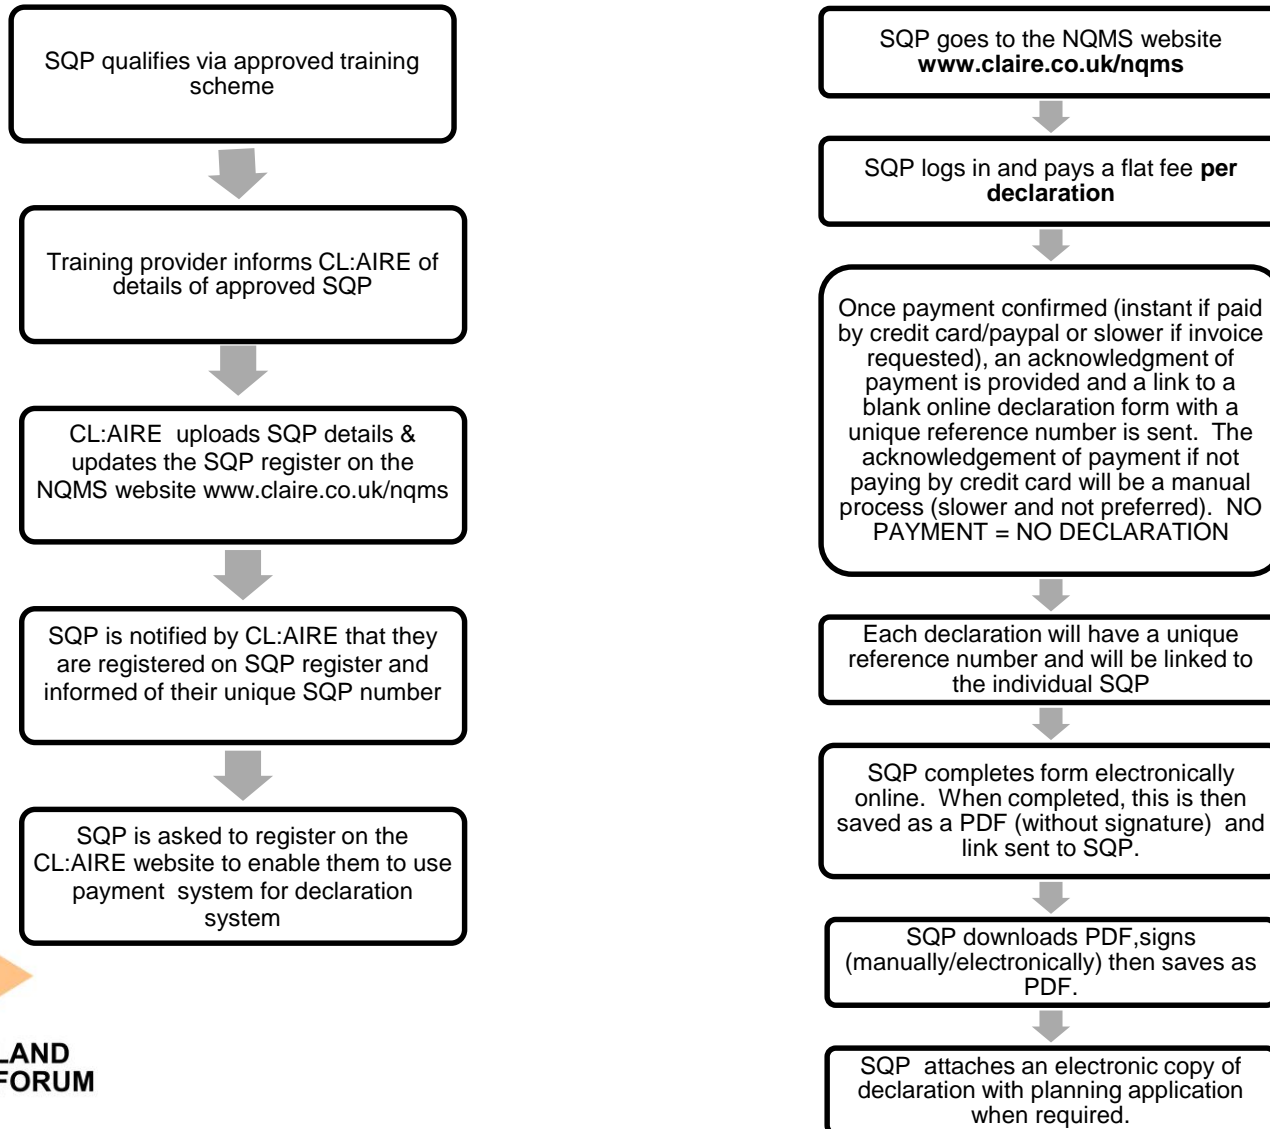 SQP qualifies via approved training
scheme
Training provider informs CL:AIRE of
details of approved SQP
CL:AIRE  uploads SQP details &
updates the SQP register on the
NQMS website www.claire.co.uk/nqms
SQP is notified by CL:AIRE that they
are registered on SQP register and
informed of their unique SQP number
SQP is asked to register on the
CL:AIRE website to enable them to use
payment  system for declaration
system
LAND
FORUM
SQP goes to the NQMS website
www.claire.co.uk/nqms
SQP logs in and pays a flat fee per
declaration
Once payment confirmed (instant if paid
by credit card/paypal or slower if invoice
requested), an acknowledgment of
payment is provided and a link to a
blank online declaration form with a
unique reference number is sent.  The
acknowledgement of payment if not
paying by credit card will be a manual
process (slower and not preferred).  NO
PAYMENT = NO DECLARATION
Each declaration will have a unique
reference number and will be linked to
the individual SQP
SQP completes form electronically
online.  When completed, this is then
saved as a PDF (without signature)  and
link sent to SQP.
SQP downloads PDF,signs
(manually/electronically) then saves as
PDF.
SQP  attaches an electronic copy of
declaration with planning application
when required.